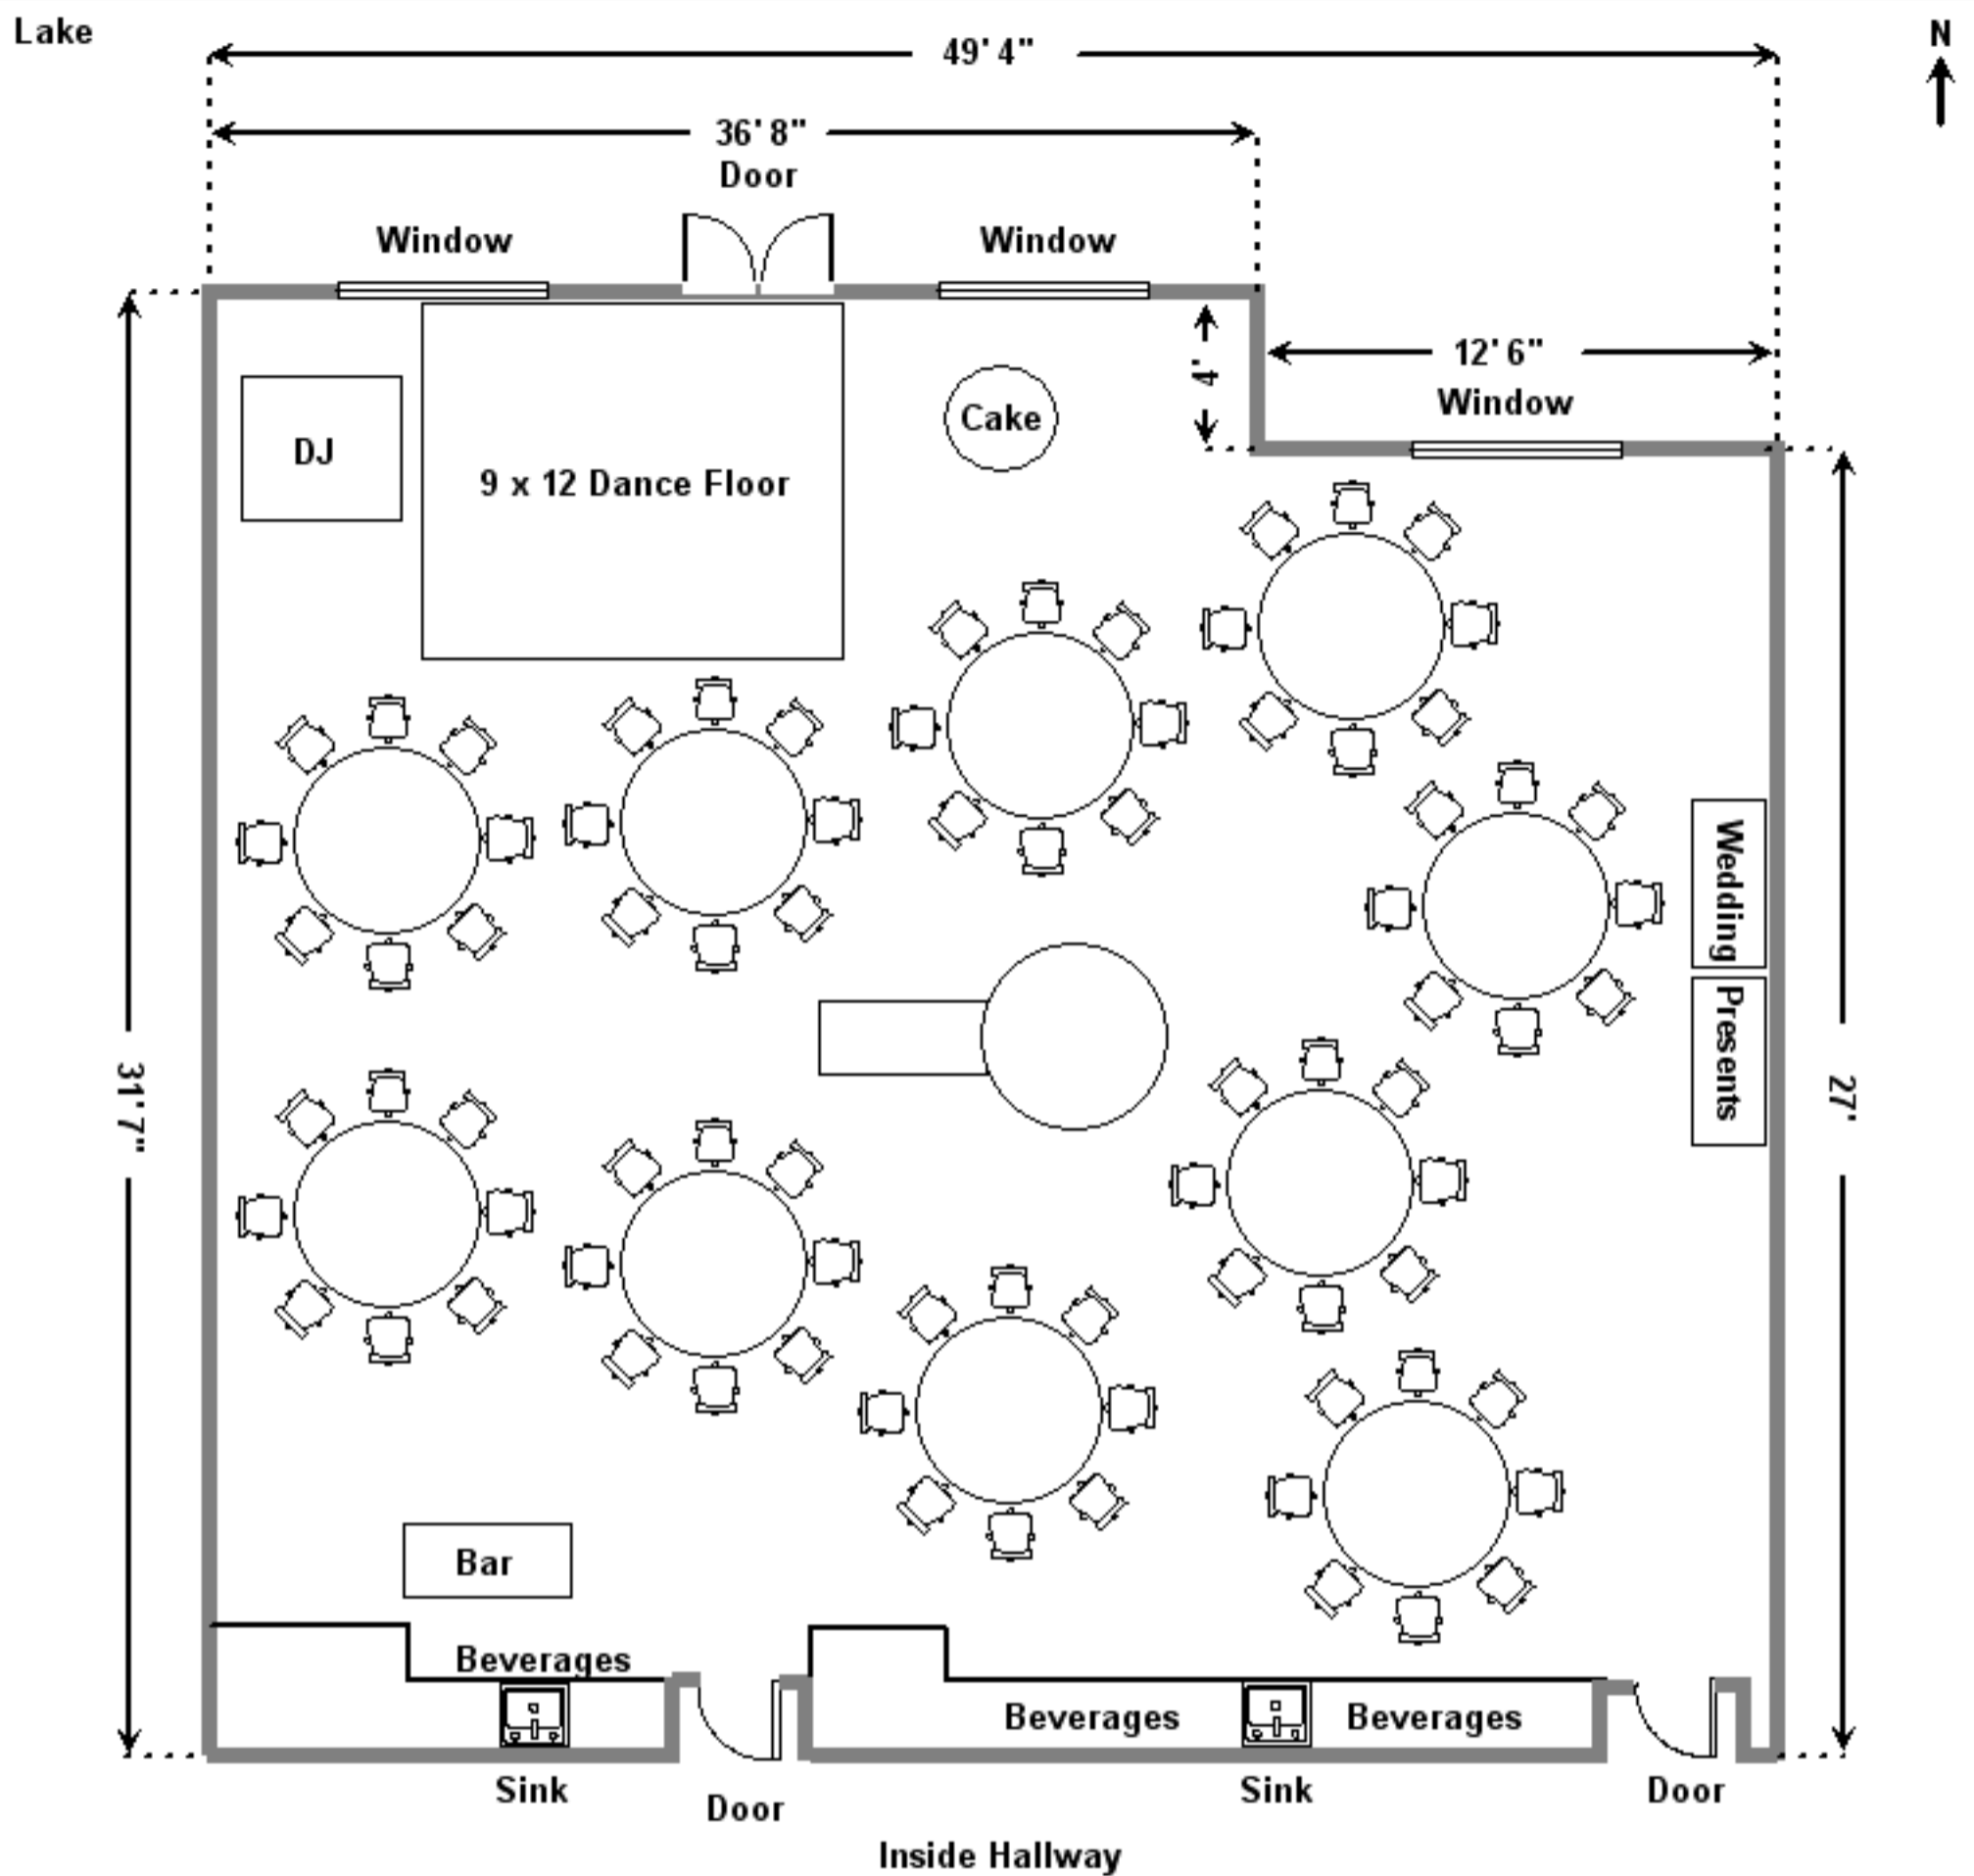 Lake
N
49' 4"
36' 8"
Door
Window
Window
12' 6"
4'
Window
Cake
DJ
9 x 12 Dance Floor
Wedding
Presents
31'7"
27'
Bar
Beverages
Beverages
Beverages
Sink
Sink
Door
Door
Inside Hallway